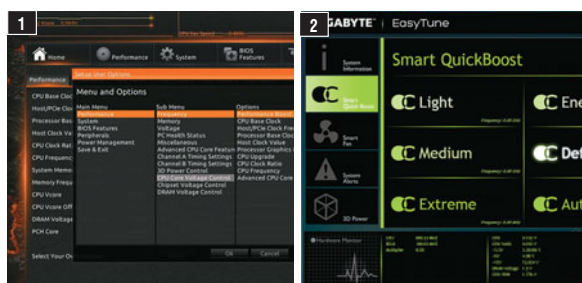 1
Home
Performance
System
BIOS Features
Performance
Setup User Options
Menu and Options
Main Menu
Performance
System
BIOS Features
Peripherals
Power Management
Save & Exit
Sub Menu
Frequency
Memory
Voltage
PC Health Status
Miscellaneous
Advanced CPU Core Featur
Channel A Timing Settings
Channel B Timing Settings
3D Power Control
CPU Core Voltage Control
Chipset Voltage Control
DRAM Voltage Control
Options
Performance Boost
CPU Base Clock
Host/PCIe Clock Fre
Processor Base Cloc
Host Clock Value
Processor Graphics
CPU Upgrade
CPU Clock Ratio
CPU Frequency
Advanced CPU Core
CPU Base Cloc
Host/PCIe Cloc
Processor Bas
Host Clock Va
CPU Clock Rat
CPU Frequenc
System Memo
Memory Frequ
CPU Vcore
CPU Vcore Off
DRAM Voltage
PCH Core
Select Your O
Ok
Cancel
2
GABYTE
EasyTune
System Information
Smart Quick Boost
Smart Fan
System Alerts
3D Power
Smart QuickBoost
Light
Ene
Medium
Def
Extreme
Aut
Hardware Monitor